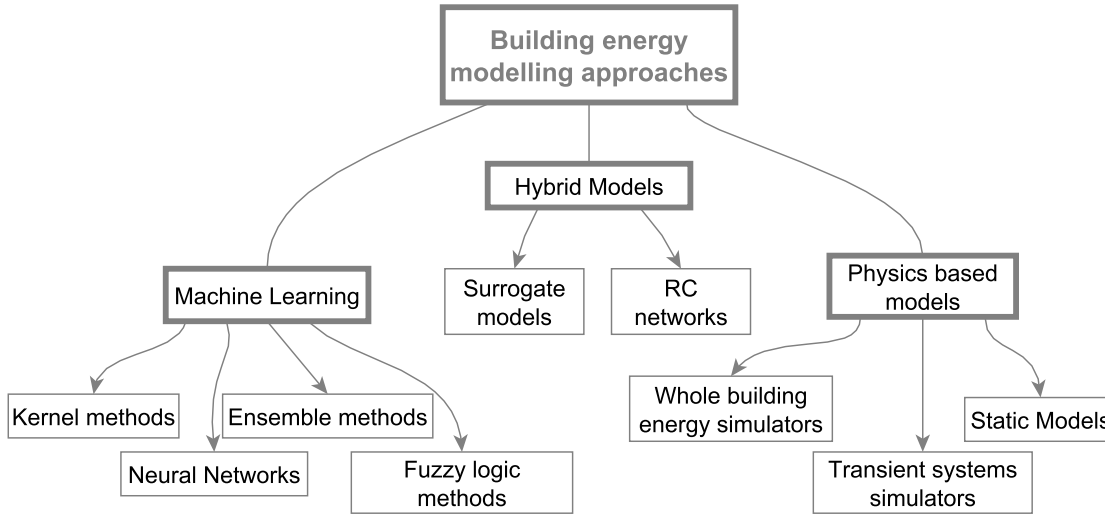 Building energy
modelling approaches
Hybrid Models
Surrogate
models
RC
networks
Machine Learning
Kernel methods
Neural Networks
Ensemble methods
Fuzzy logic
methods
Physics based
models
Whole building
energy simulators
Transient systems
simulators
Static Models